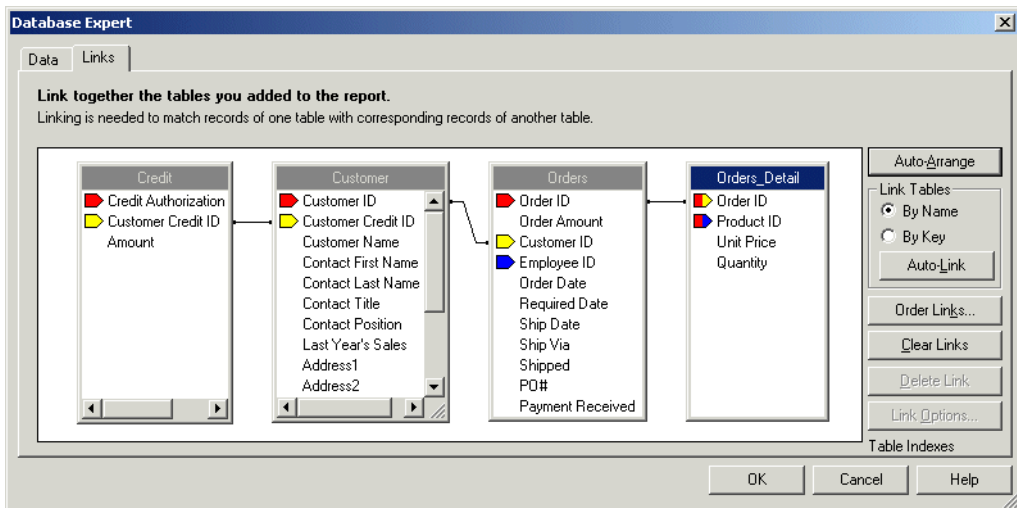 Database Expert
Data
Links
Link together the tables you added to the report.
Linking is needed to match records of one table with corresponding records of another table.
Credit
Credit Authorization
Customer Credit ID
Amount
Customer
Customer ID
Customer Credit ID
Customer Name
Contact First Name
Contact Last Name
Contact Title
Contact Position
Last Year's Sales
Address1
Address2
Orders
Order ID
Order Amount
Customer ID
Employee ID
Order Date
Required Date
Ship Date
Ship Via
Shipped
PO#
Payment Received
Orders_Detail
Order ID
Product ID
Unit Price
Quantity
Auto-Arrange
Link Tables
By Name
By Key
Auto-Link
Order Links...
Clear Links
Delete Link
Link Options...
Table Indexes
OK
Cancel
Help